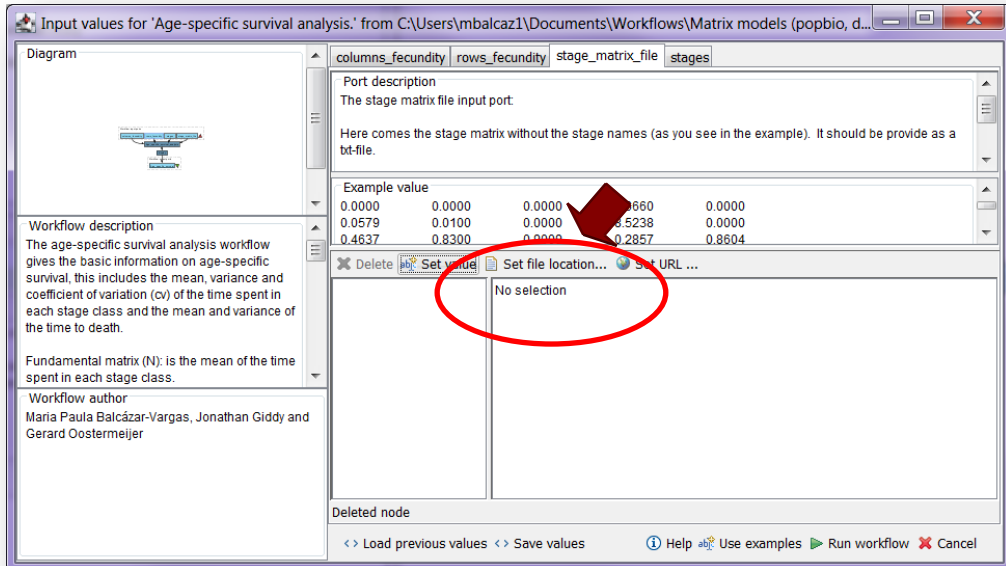 Input values for 'Age-specific survival analysis.' from C:\Users\mbalcaz1\Documents\Workflows\Matrix models (popbio, d...
Diagram
Workflow description
The age-specific survival analysis workflow
gives the basic information on age-specific
survival, this includes the mean, variance and
coefficient of variation (cv) of the time spent in
each stage class and the mean and variance of
the time to death.
Fundamental matrix (N): is the mean of the time
spent in each stage class.
Workflow author
Maria Paula Balcázar-Vargas, Jonathan Giddy and
Gerard Oostermeijer
columns_fecundity rows_fecundity stage_matrix_file stages
Port description
The stage matrix file input port:
Here comes the stage matrix without the stage names (as you see in the example). It should be provide as a
txt-file.
Example value
0.0000 0.0000 0.0000 0.0000
0.0579 0.0100 0.0000 0.0000
0.4637 0.8300 0.0000 0.2857 0.8604
Delete Set value Set file location... Set URL ...
No selection
Deleted node
Load previous values Save values Help Use examples Run workflow Cancel